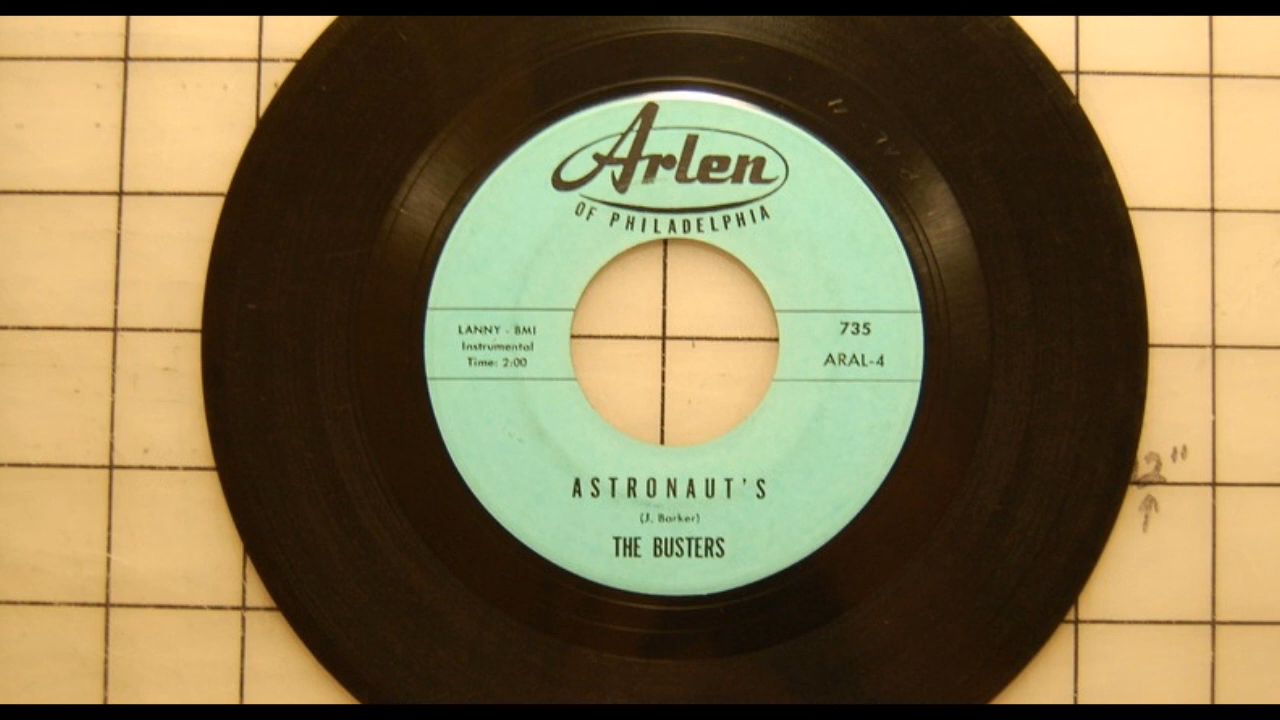 Arlen
OF PHILADELPHIA
LANNY - BMI
Instrumental
Time: 2:00
735
ARAL-4
ASTRONAUT'S
(J. Barker)
THE BUSTERS
2"